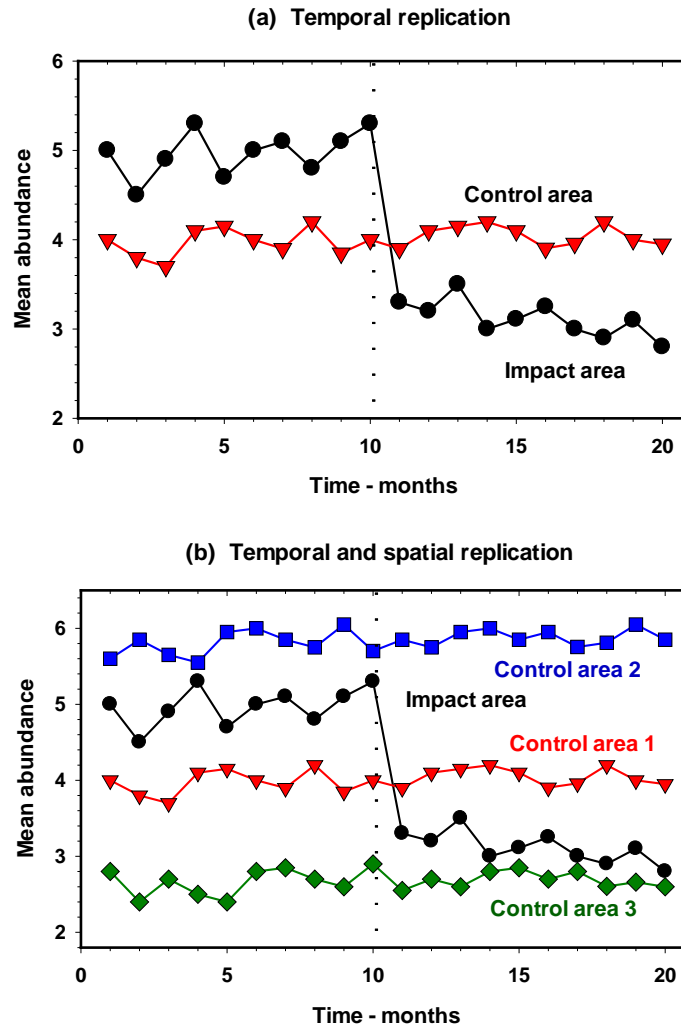 (a) Temporal replication
6
5
4
3
2
Mean abundance
Control area
Impact area
0
5
10
15
20
Time - months
(b) Temporal and spatial replication
6
5
4
3
2
Mean abundance
Control area 2
Impact area
Control area 1
Control area 3
0
5
10
15
20
Time - months